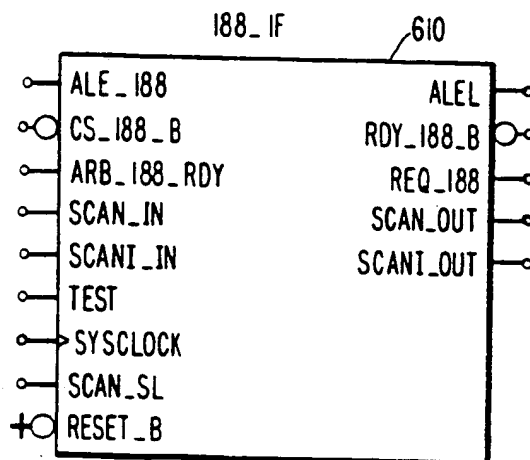 188_IF
610
ALE_188
CS_188_B
ARB_188_RDY
SCAN_IN
SCANI_IN
TEST
SYSCLOCK
SCAN_SL
RESET_B
ALEL
RDY_188_B
REQ_188
SCAN_OUT
SCANI_OUT